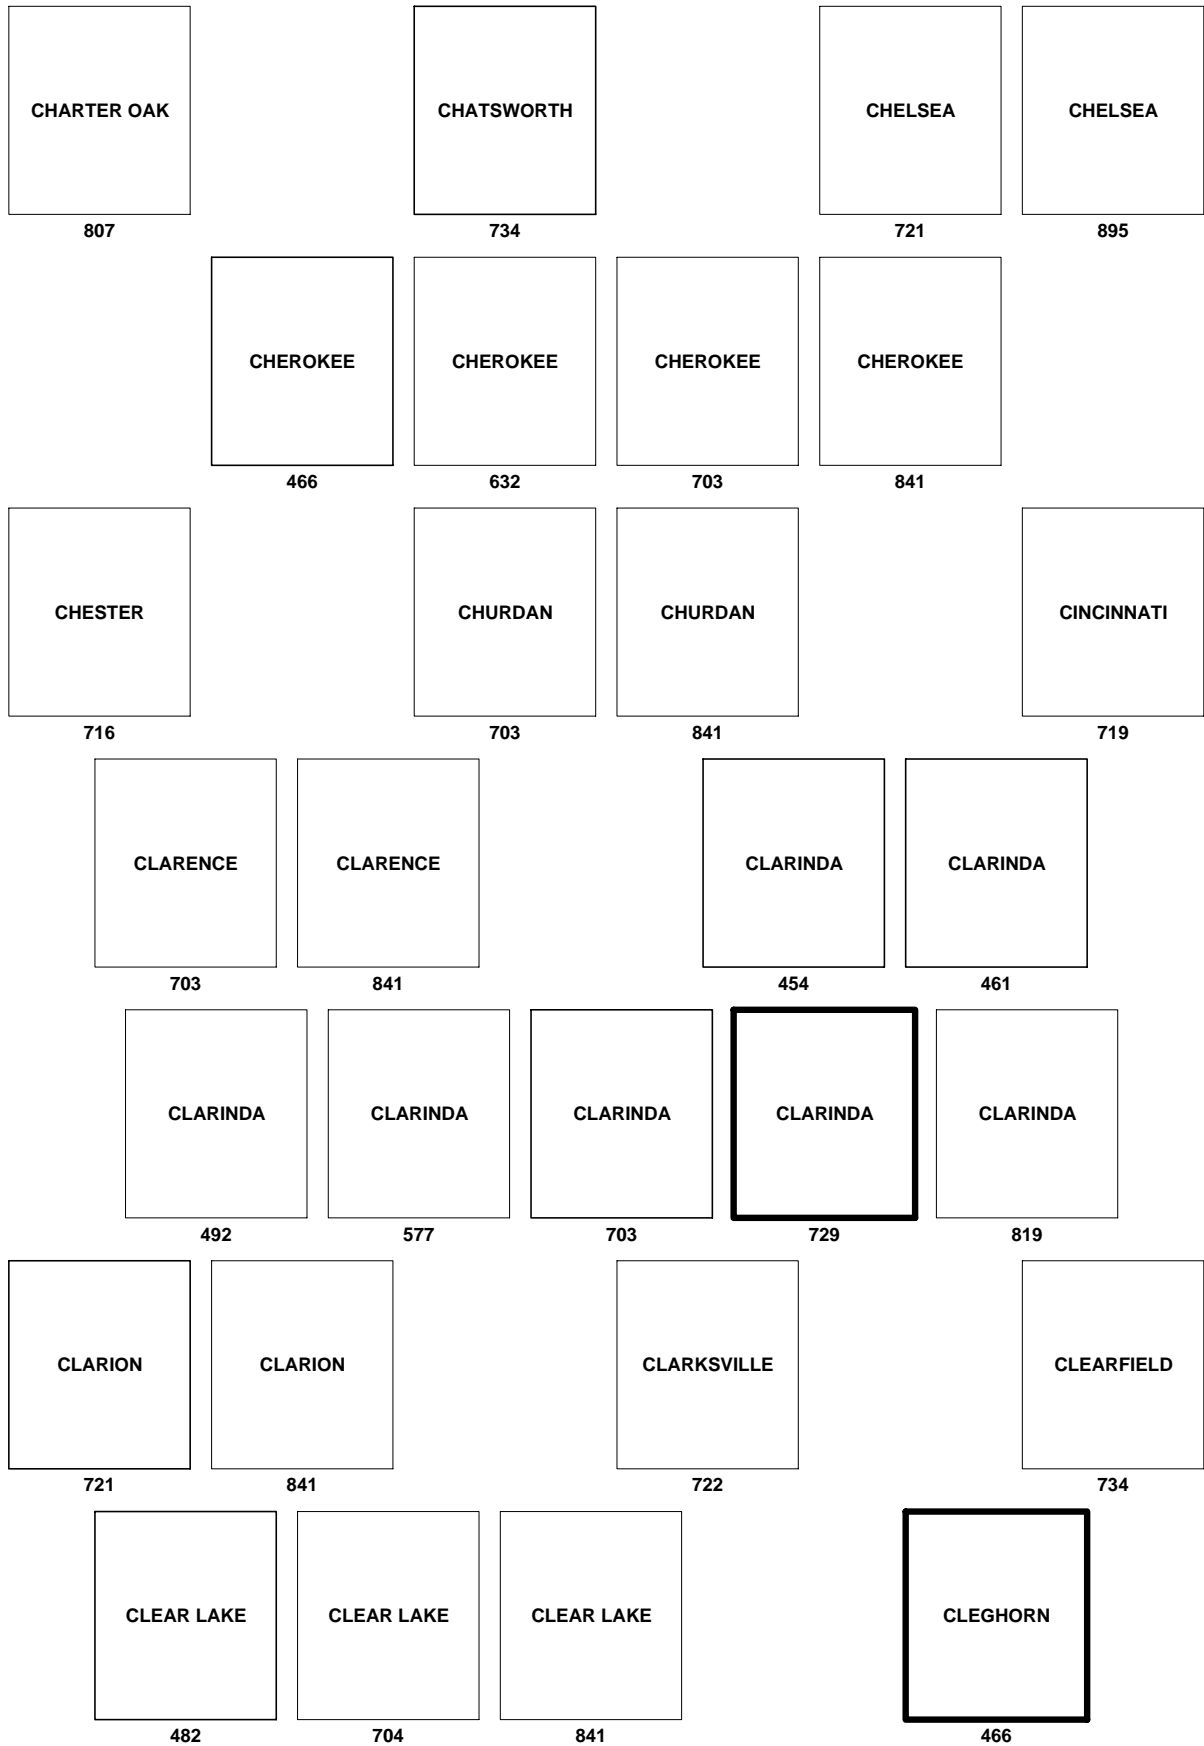 CHARTER OAK CHATSWORTH CHELSEA CHELSEA
807 734 721 895
CHEROKEE CHEROKEE CHEROKEE CHEROKEE
466 632 703 841
CHESTER CHURDAN CHURDAN CINCINNATI
716 703 841 719
CLARENCE CLARENCE CLARINDA CLARINDA
703 841 454 461
CLARINDA CLARINDA CLARINDA CLARINDA CLARINDA
492 577 703 729 819
CLARION CLARION CLARKSVILLE CLEARFIELD
721 841 722 734
CLEAR LAKE CLEAR LAKE CLEAR LAKE CLEGHORN
482 704 841 466